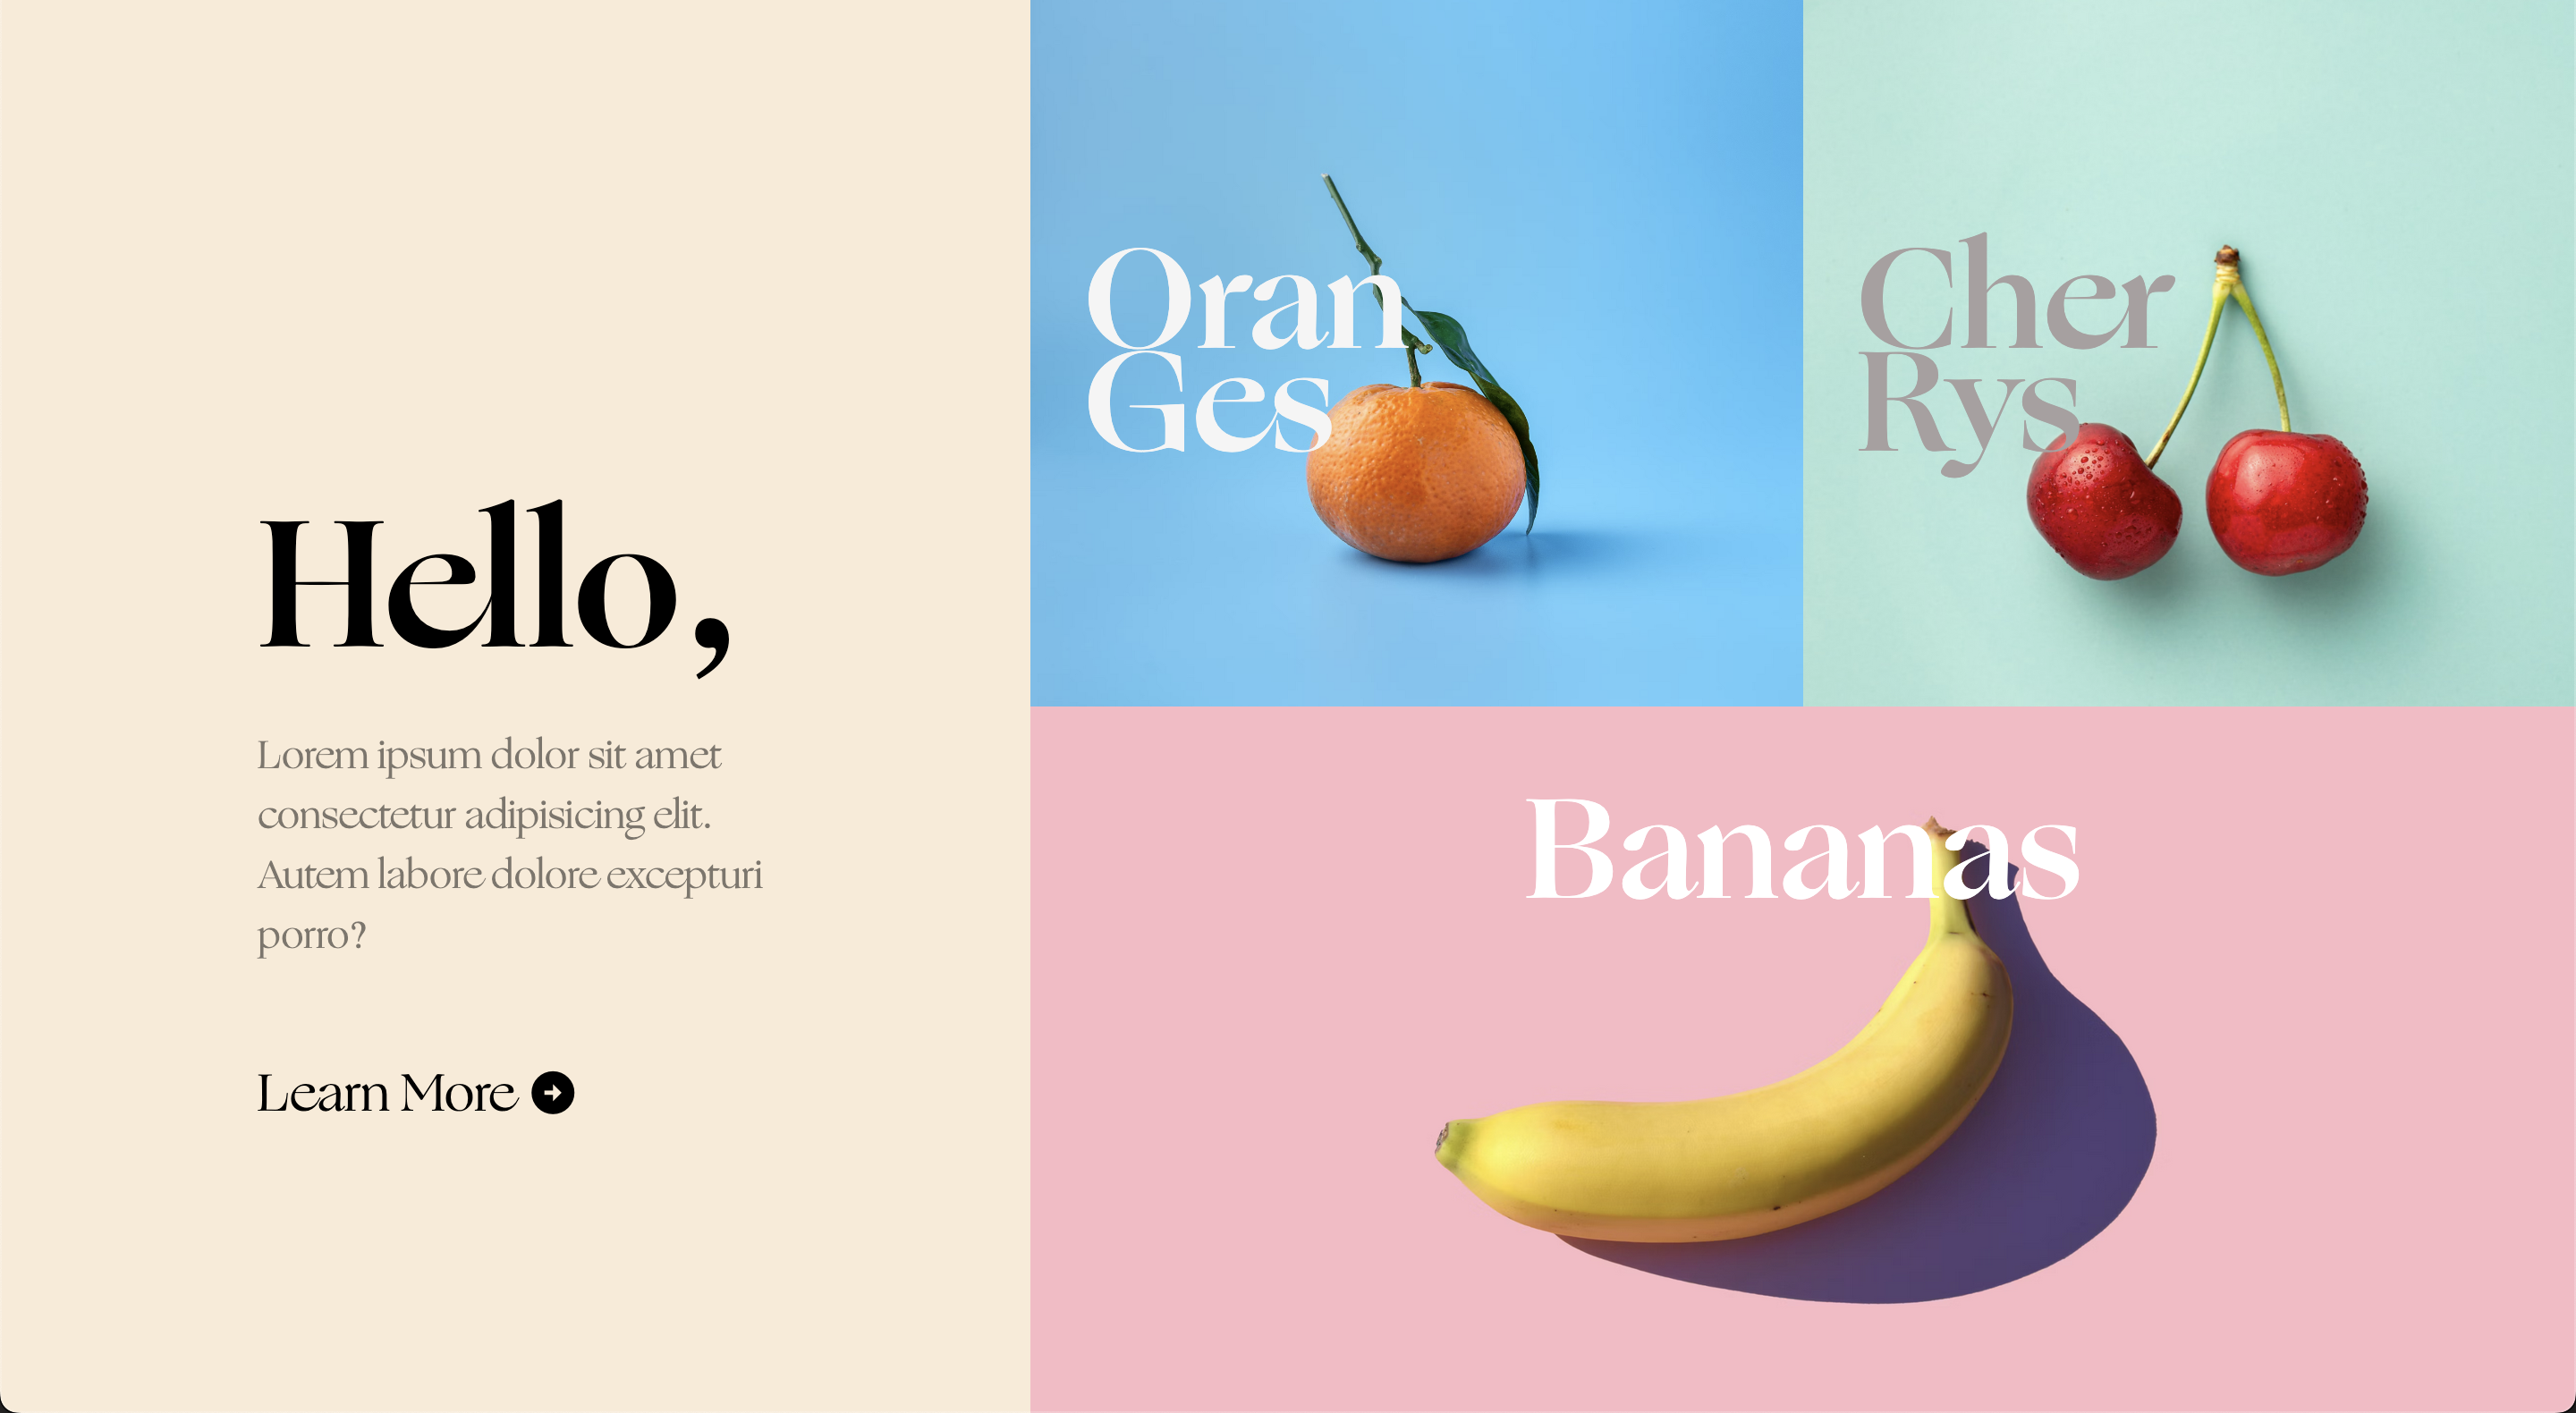 Hello,
Lorem ipsum dolor sit amet
consectetur adipisicing elit.
Autem labore dolore excepturi
porro?
Learn More
Oran
Ges
Cher
Rys
Bananas